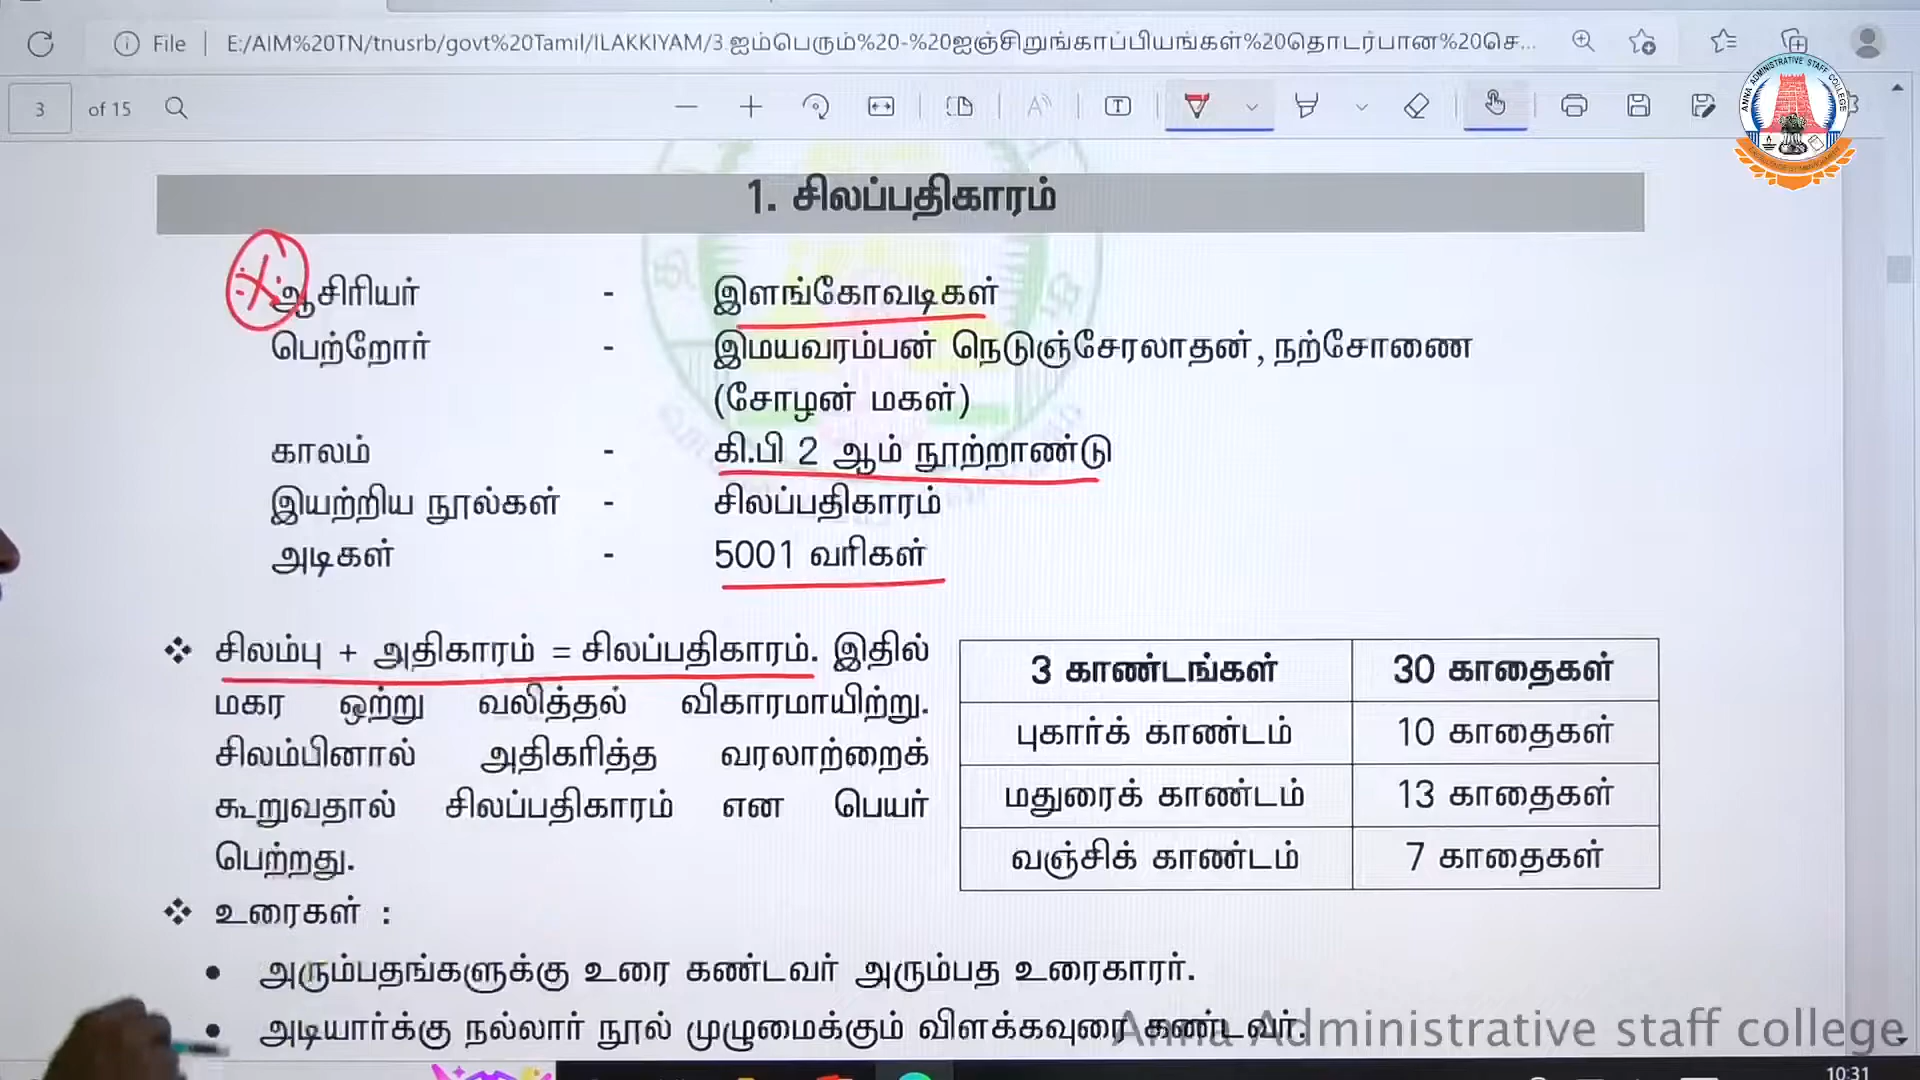 File
E:/AIM%20TN/tnusrb/govt%20Tamil/ILAKKIYAM/3.ஐம்பெரும்%20-%20ஐஞ்சிறுங்காப்பியங்கள்%20தொடர்பான%20செ...
3 of 15
ANNA ADMINISTRATIVE STAFF COLLEGE
1. சிலப்பதிகாரம்
ஆசிரியர் - இளங்கோவடிகள்
பெற்றோர் - இமயவரம்பன் நெடுஞ்சேரலாதன், நற்சோணை
(சோழன் மகள்)
காலம் - கி.பி 2 ஆம் நூற்றாண்டு
இயற்றிய நூல்கள் - சிலப்பதிகாரம்
அடிகள் - 5001 வரிகள்
சிலம்பு + அதிகாரம் = சிலப்பதிகாரம். இதில்
மகர ஒற்று வலித்தல் விகாரமாயிற்று.
சிலம்பினால் அதிகரித்த வரலாற்றைக்
கூறுவதால் சிலப்பதிகாரம் என பெயர்
பெற்றது.
3 காண்டங்கள் 30 காதைகள்
புகார்க் காண்டம் 10 காதைகள்
மதுரைக் காண்டம் 13 காதைகள்
வஞ்சிக் காண்டம் 7 காதைகள்
உரைகள் :
அரும்பதங்களுக்கு உரை கண்டவர் அரும்பத உரைகாரர்.
அடியார்க்கு நல்லார் நூல் முழுமைக்கும் விளக்கவுரை கண்டவர்.
Anna Administrative staff college
10:31